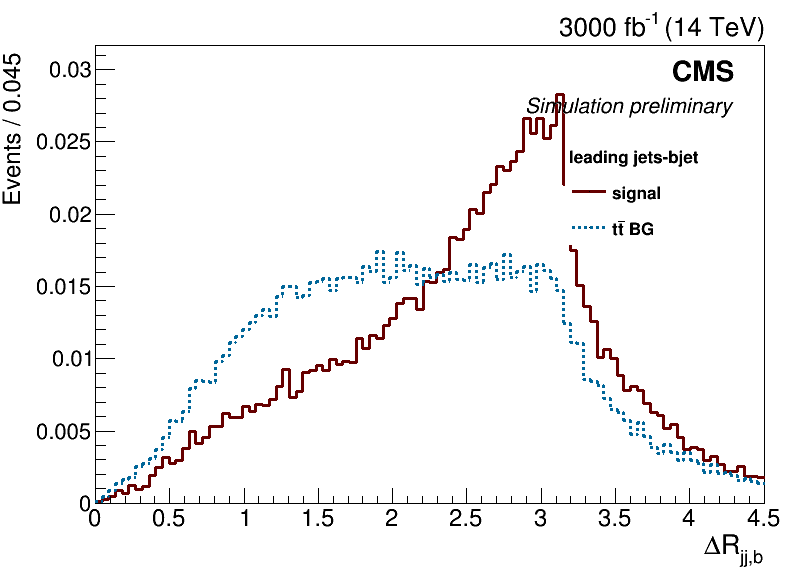 3000 fb⁻¹ (14 TeV)
Events / 0.045
CMS
Simulation preliminary
leading jets-bjet
signal
tt̄ BG
0.03
0.025
0.02
0.015
0.01
0.005
0
0 0.5 1 1.5 2 2.5 3 3.5 4 4.5
ΔR_jj,b